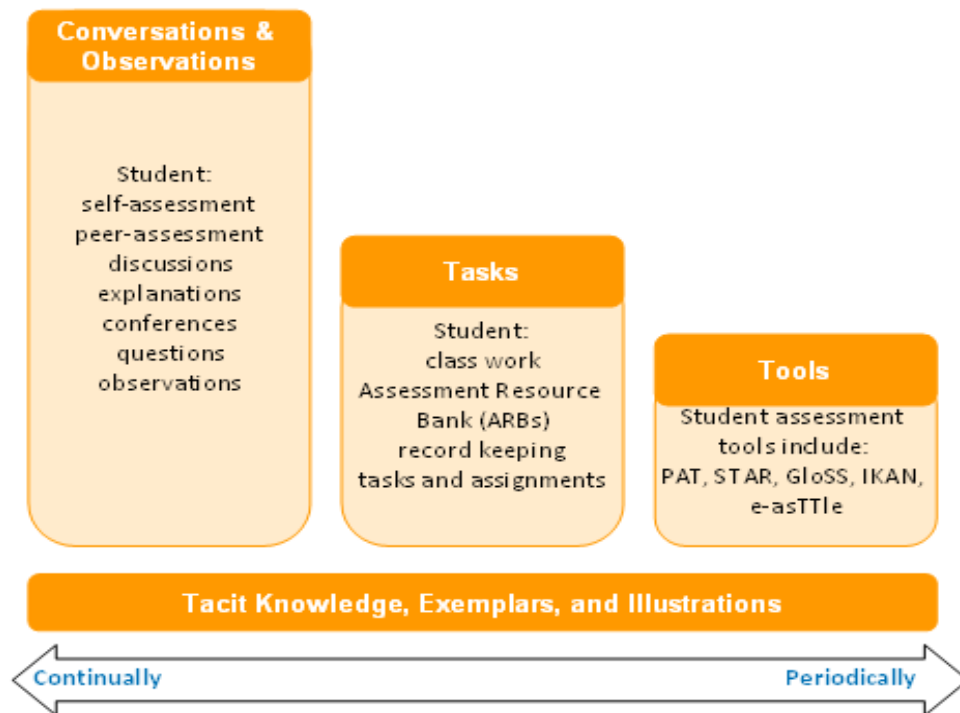 Conversations &
Observations
Student:
self-assessment
peer-assessment
discussions
explanations
conferences
questions
observations
Tasks
Student:
class work
Assessment Resource
Bank (ARBs)
record keeping
tasks and assignments
Tools
Student assessment
tools include:
PAT, STAR, GloSS, IKAN,
e-asTTle
Tacit Knowledge, Exemplars, and Illustrations
Continually
Periodically